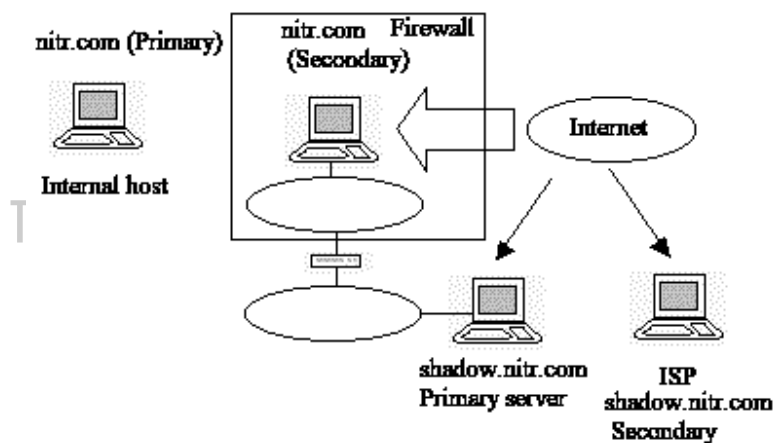 nitr.com (Primary)
nitr.com Firewall
(Secondary)
Internal host
Internet
shadow.nitr.com
Primary server
ISP
shadow.nitr.com
Secondary